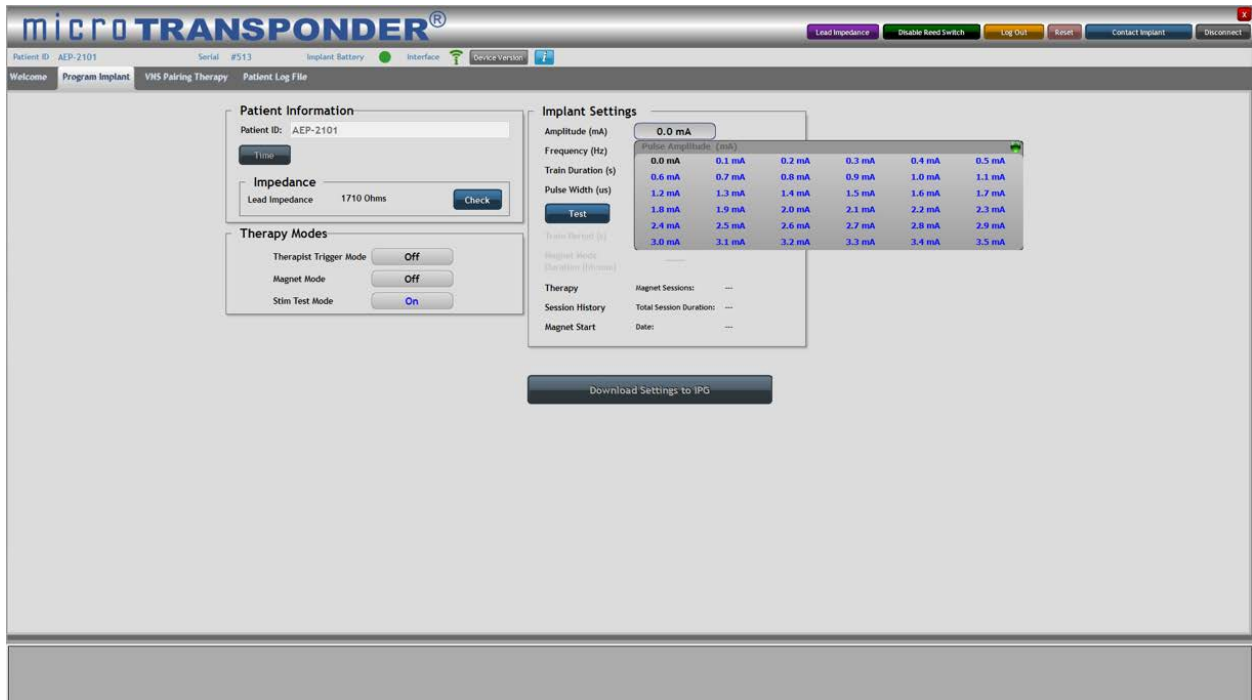 microTRANSPONDER®
X
Lead Impedance Disable Reed Switch Log Out Reset Contact Implant Disconnect
Patient ID AEP-2101 Serial #513 Implant Battery Interface Device Version i
Welcome Program Implant VNS Pairing Therapy Patient Log File
Patient Information
Patient ID: AEP-2101
Time
Impedance
Lead Impedance 1710 Ohms Check
Therapy Modes
Therapist Trigger Mode Off
Magnet Mode Off
Stim Test Mode On
Implant Settings
Amplitude (mA) 0.0 mA
Frequency (Hz)
Train Duration (s)
Pulse Width (us)
Test
Pulse Amplitude (mA)
0.0 mA 0.1 mA 0.2 mA 0.3 mA 0.4 mA 0.5 mA
0.6 mA 0.7 mA 0.8 mA 0.9 mA 1.0 mA 1.1 mA
1.2 mA 1.3 mA 1.4 mA 1.5 mA 1.6 mA 1.7 mA
1.8 mA 1.9 mA 2.0 mA 2.1 mA 2.2 mA 2.3 mA
2.4 mA 2.5 mA 2.6 mA 2.7 mA 2.8 mA 2.9 mA
3.0 mA 3.1 mA 3.2 mA 3.3 mA 3.4 mA 3.5 mA
Train Period (s)
Magnet Mode
Duration
Therapy Magnet Sessions: ---
Session History Total Session Duration: ---
Magnet Start Date: ---
Download Settings to IPG